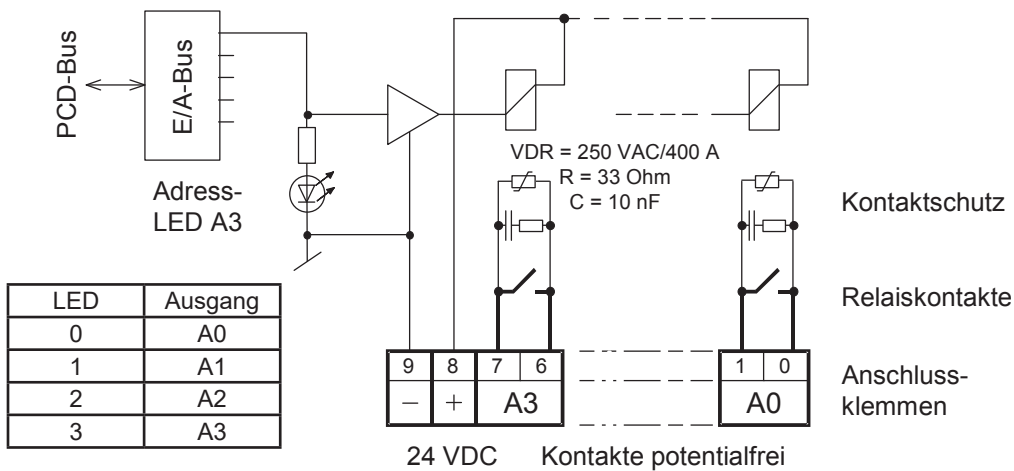 PCD-Bus
E/A-Bus
Adress-
LED A3
VDR = 250 VAC/400 A
R = 33 Ohm
C = 10 nF
Kontaktschutz
Relaiskontakte
Anschluss-
klemmen
LED Ausgang
0 A0
1 A1
2 A2
3 A3
9 8 7 6 1 0
− + A3 A0
24 VDC Kontakte potentialfrei